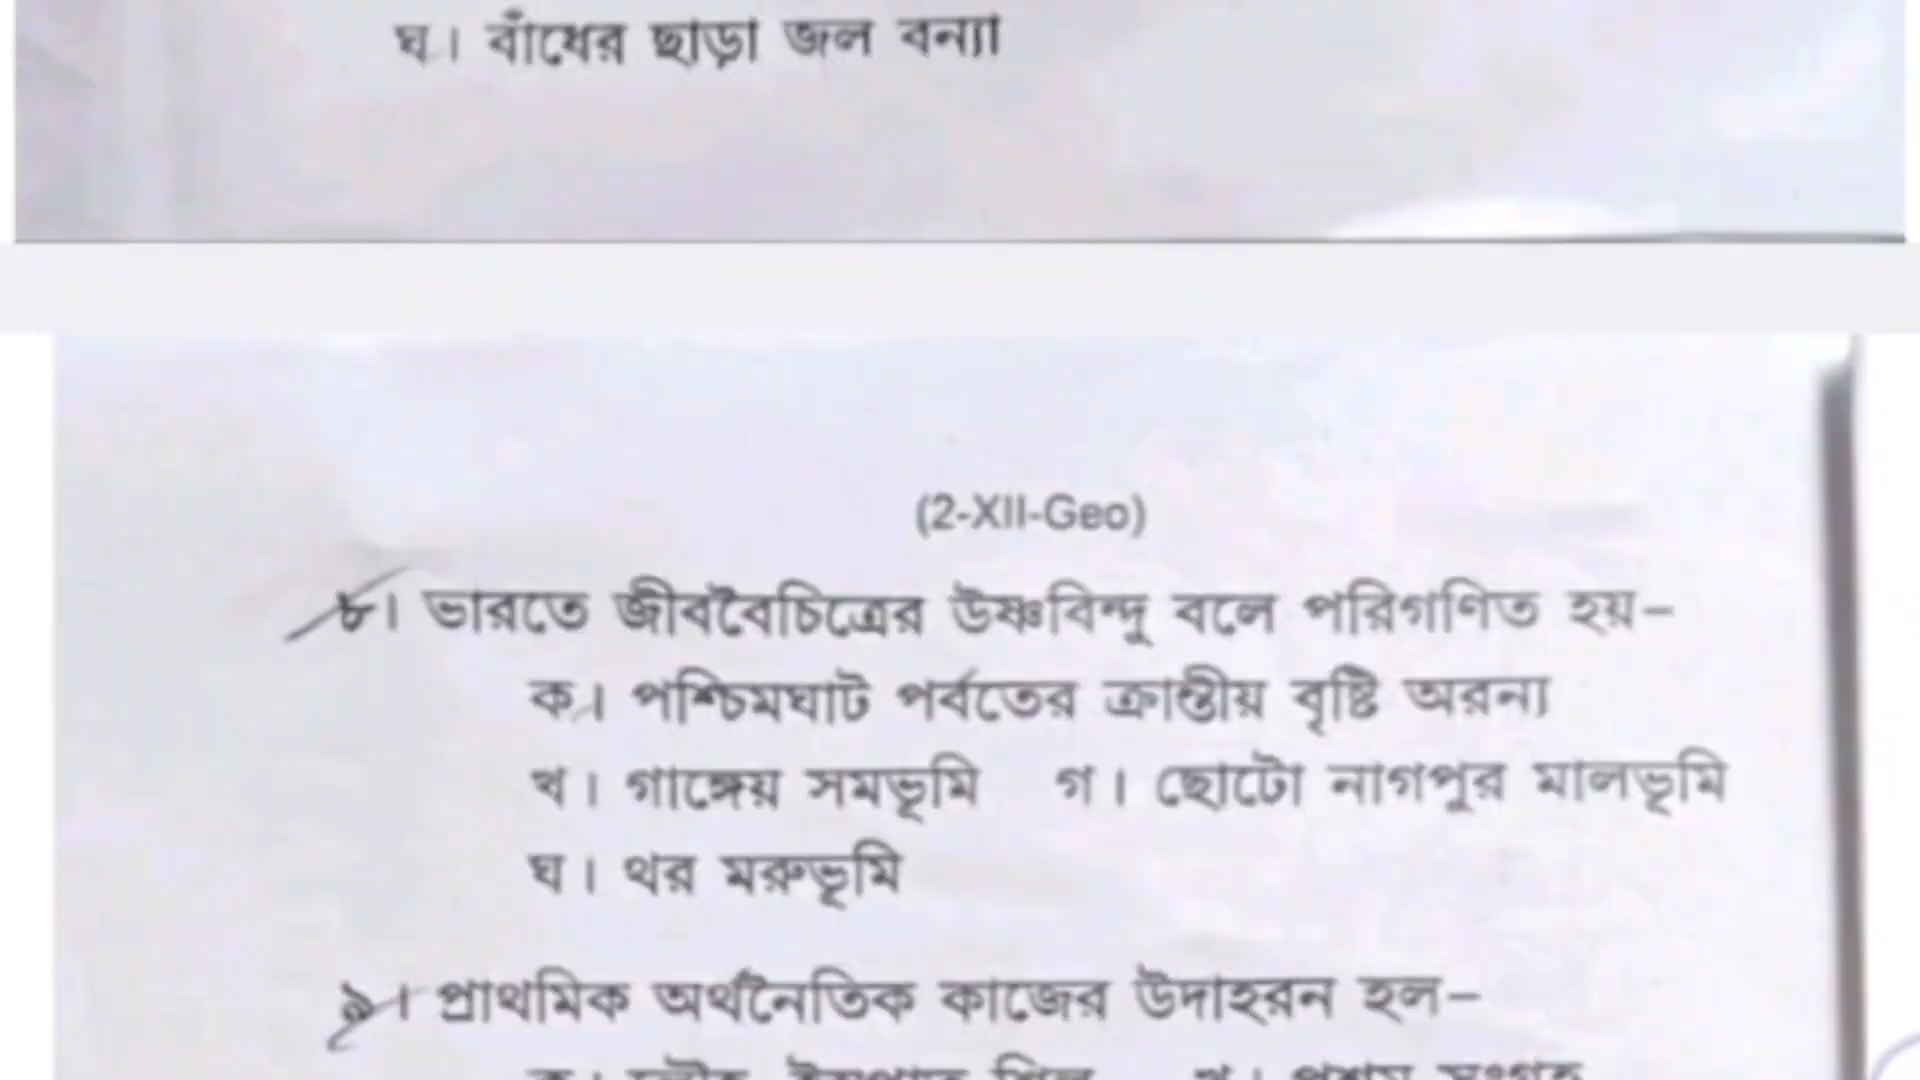 ঘ। বাঁধের ছাড়া জল বন্যা
(2-XII-Geo)
৮। ভারতে জীববৈচিত্রের উষ্ণবিন্দু বলে পরিগণিত হয়–
ক। পশ্চিমঘাট পর্বতের ক্রান্তীয় বৃষ্টি অরন্য
খ। গাঙ্গেয় সমভূমি গ। ছোটো নাগপুর মালভূমি
ঘ। থর মরুভূমি
৯। প্রাথমিক অর্থনৈতিক কাজের উদাহরন হল–